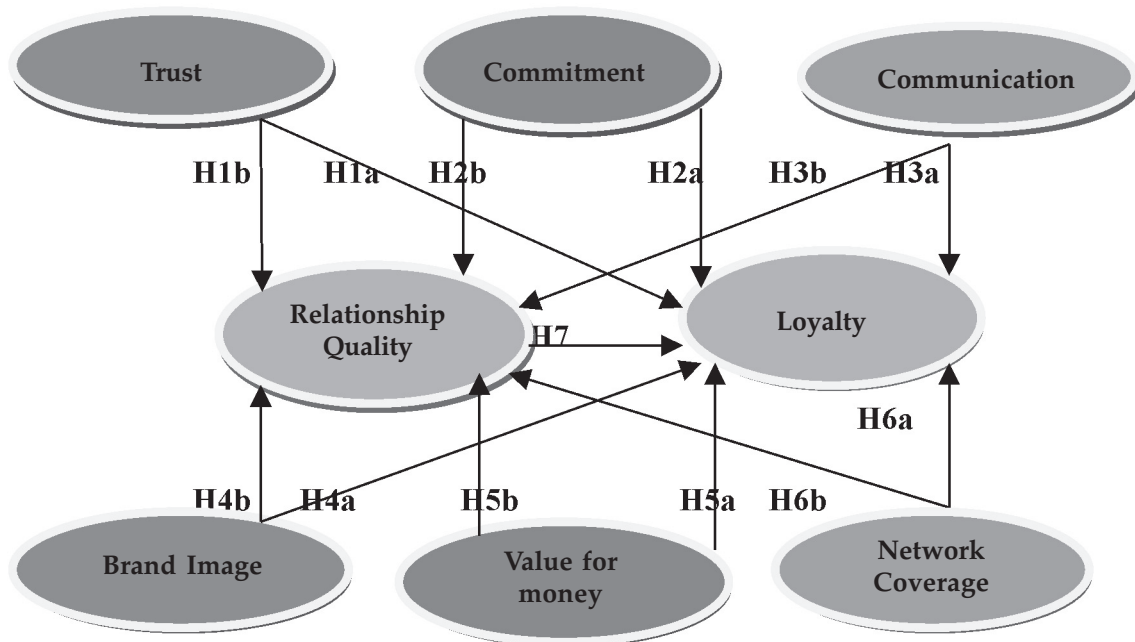 Trust
Commitment
Communication
H1b
H1a
H2b
H2a
H3b
H3a
Relationship
Quality
Loyalty
H7
H6a
H4b
H4a
H5b
H5a
H6b
Brand Image
Value for
money
Network
Coverage